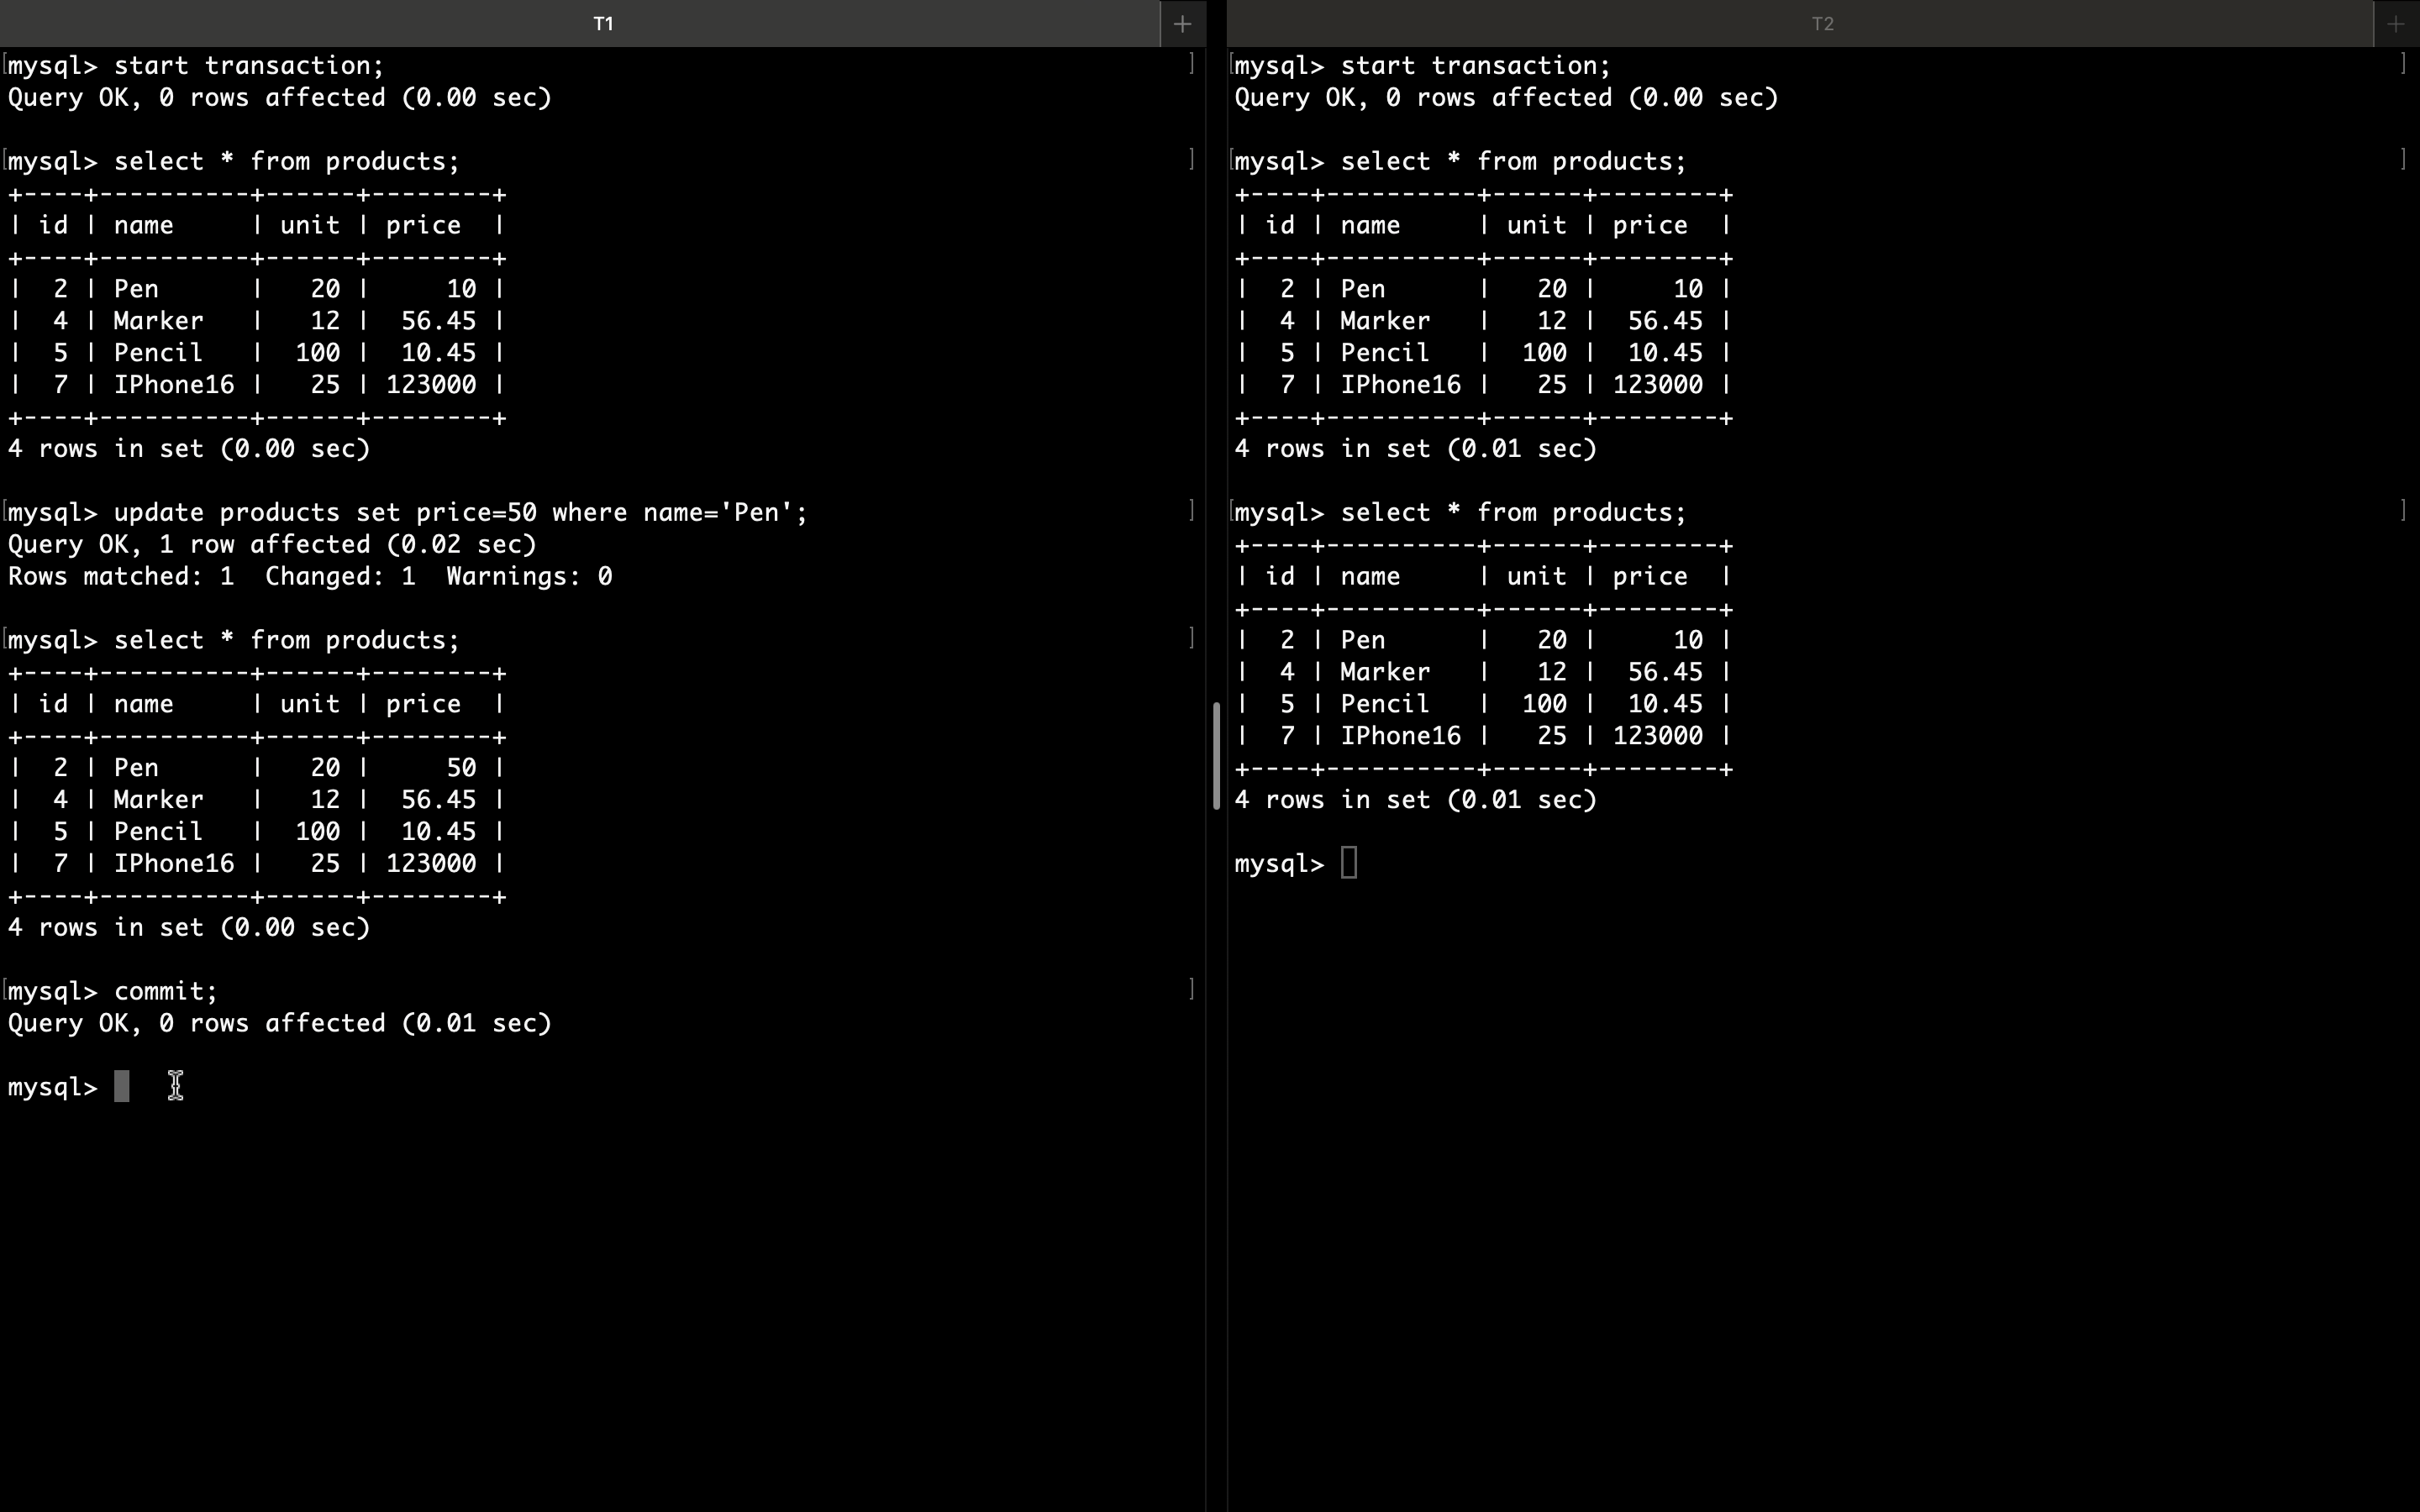 T1
mysql> start transaction;
Query OK, 0 rows affected (0.00 sec)

mysql> select * from products;
+----+----------+------+--------+
| id | name     | unit | price  |
+----+----------+------+--------+
|  2 | Pen      |   20 |     10 |
|  4 | Marker   |   12 |  56.45 |
|  5 | Pencil   |  100 |  10.45 |
|  7 | IPhone16 |   25 | 123000 |
+----+----------+------+--------+
4 rows in set (0.00 sec)

mysql> update products set price=50 where name='Pen';
Query OK, 1 row affected (0.02 sec)
Rows matched: 1  Changed: 1  Warnings: 0

mysql> select * from products;
+----+----------+------+--------+
| id | name     | unit | price  |
+----+----------+------+--------+
|  2 | Pen      |   20 |     50 |
|  4 | Marker   |   12 |  56.45 |
|  5 | Pencil   |  100 |  10.45 |
|  7 | IPhone16 |   25 | 123000 |
+----+----------+------+--------+
4 rows in set (0.00 sec)

mysql> commit;
Query OK, 0 rows affected (0.01 sec)

mysql>
T2
mysql> start transaction;
Query OK, 0 rows affected (0.00 sec)

mysql> select * from products;
+----+----------+------+--------+
| id | name     | unit | price  |
+----+----------+------+--------+
|  2 | Pen      |   20 |     10 |
|  4 | Marker   |   12 |  56.45 |
|  5 | Pencil   |  100 |  10.45 |
|  7 | IPhone16 |   25 | 123000 |
+----+----------+------+--------+
4 rows in set (0.01 sec)

mysql> select * from products;
+----+----------+------+--------+
| id | name     | unit | price  |
+----+----------+------+--------+
|  2 | Pen      |   20 |     10 |
|  4 | Marker   |   12 |  56.45 |
|  5 | Pencil   |  100 |  10.45 |
|  7 | IPhone16 |   25 | 123000 |
+----+----------+------+--------+
4 rows in set (0.01 sec)

mysql>